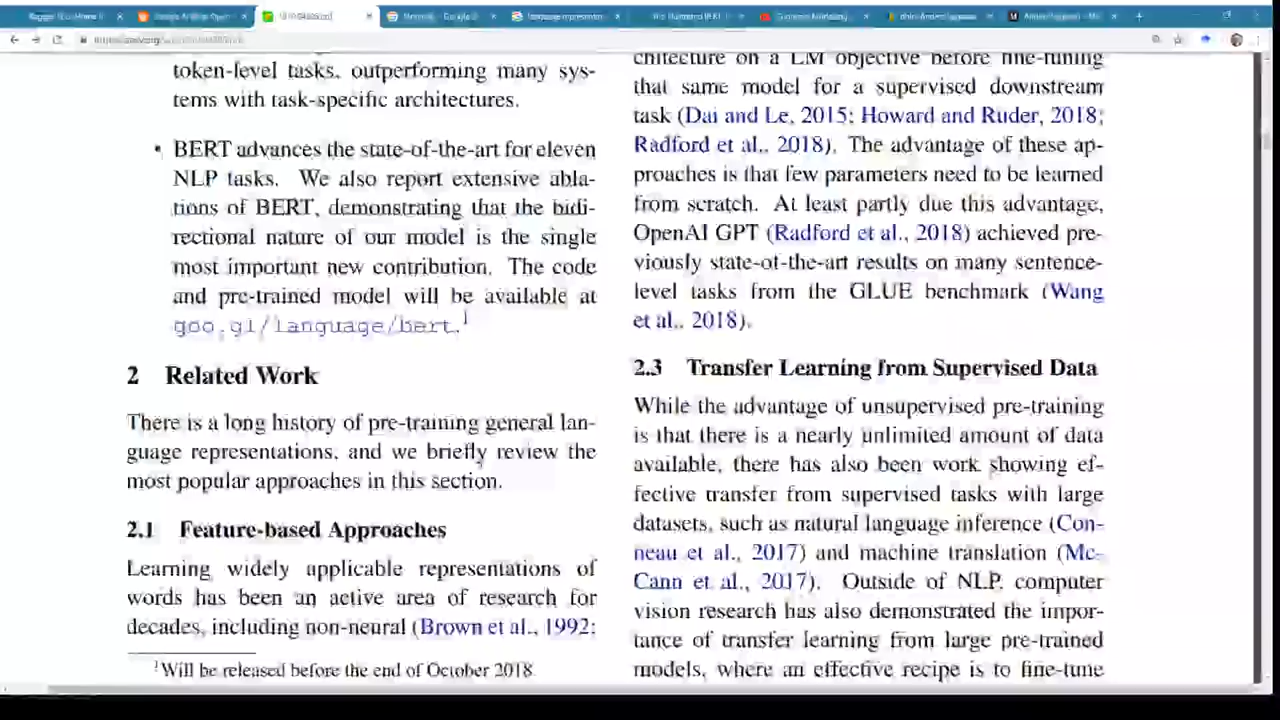 token-level tasks, outperforming many sys-
tems with task-specific architectures.
• BERT advances the state-of-the-art for eleven
NLP tasks. We also report extensive abla-
tions of BERT, demonstrating that the bidi-
rectional nature of our model is the single
most important new contribution. The code
and pre-trained model will be available at
goo.gl/language/bert.1
2 Related Work
There is a long history of pre-training general lan-
guage representations, and we briefly review the
most popular approaches in this section.
2.1 Feature-based Approaches
Learning widely applicable representations of
words has been an active area of research for
decades, including non-neural (Brown et al., 1992;
1Will be released before the end of October 2018.
chitecture on a LM objective before fine-tuning
that same model for a supervised downstream
task (Dai and Le, 2015; Howard and Ruder, 2018;
Radford et al., 2018). The advantage of these ap-
proaches is that few parameters need to be learned
from scratch. At least partly due this advantage,
OpenAI GPT (Radford et al., 2018) achieved pre-
viously state-of-the-art results on many sentence-
level tasks from the GLUE benchmark (Wang
et al., 2018).
2.3 Transfer Learning from Supervised Data
While the advantage of unsupervised pre-training
is that there is a nearly unlimited amount of data
available, there has also been work showing ef-
fective transfer from supervised tasks with large
datasets, such as natural language inference (Con-
neau et al., 2017) and machine translation (Mc-
Cann et al., 2017). Outside of NLP, computer
vision research has also demonstrated the impor-
tance of transfer learning from large pre-trained
models, where an effective recipe is to fine-tune